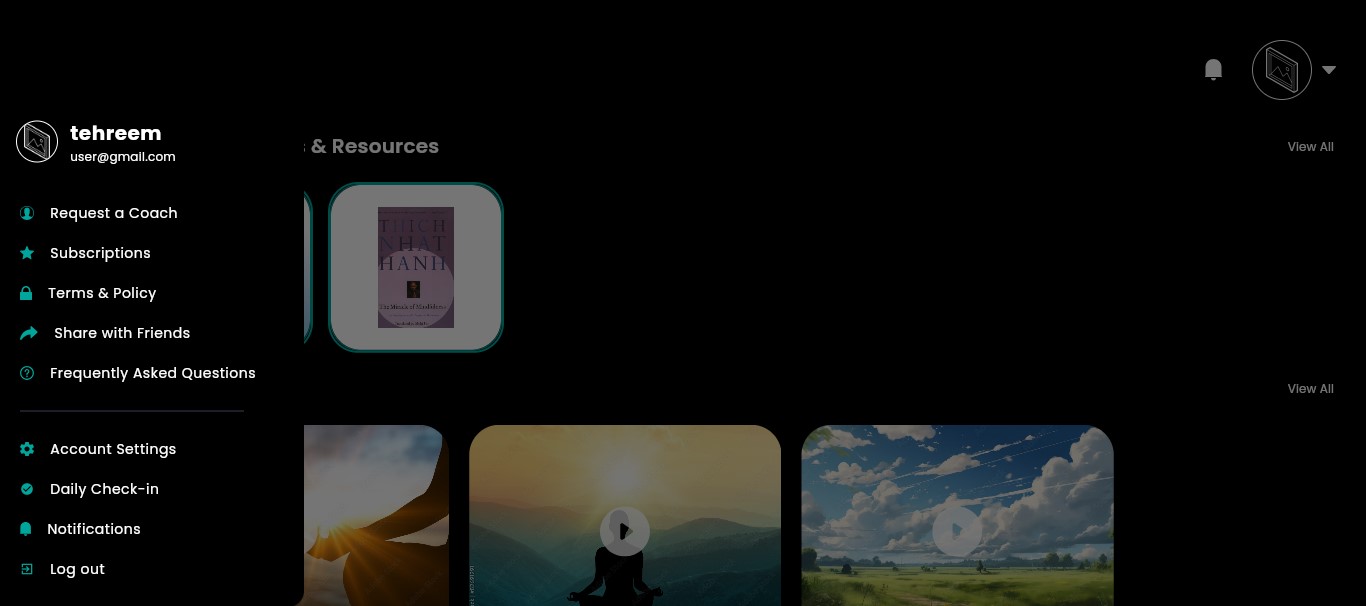 tehreem
user@gmail.com
Request a Coach
Subscriptions
Terms & Policy
Share with Friends
Frequently Asked Questions
Account Settings
Daily Check-in
Notifications
Log out
& Resources
View All
THICH
NHAT
HANH
The Miracle of Mindfulness
View All